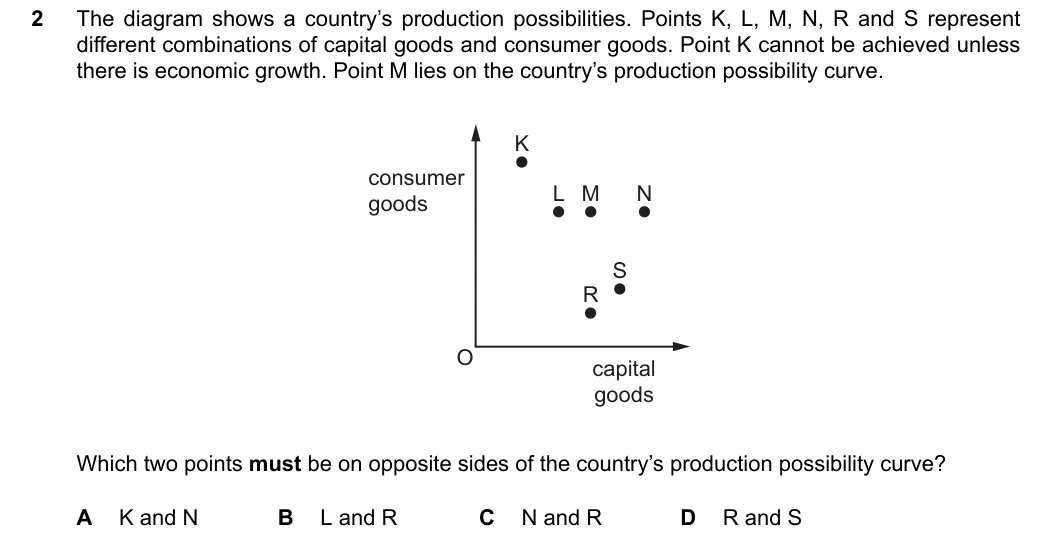 2 The diagram shows a country’s production possibilities. Points K, L, M, N, R and S represent
different combinations of capital goods and consumer goods. Point K cannot be achieved unless
there is economic growth. Point M lies on the country’s production possibility curve.
K
consumer
goods
L M N
S
R
O
capital
goods
Which two points must be on opposite sides of the country’s production possibility curve?
A K and N B L and R C N and R D R and S